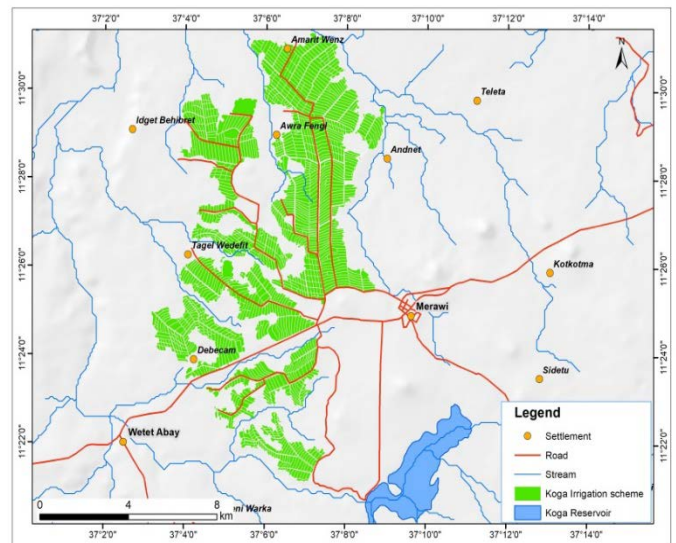 37°2'0" 37°4'0" 37°6'0" 37°8'0" 37°10'0" 37°12'0" 37°14'0"
N
Amarit Wenz
11°30'0" 11°30'0"
Teleta
Idget Behibret
Awra Fengi
Andnet
11°28'0" 11°28'0"
Tagel Wedefit
11°26'0" 11°26'0"
Kotkotma
Merawi
11°24'0" 11°24'0"
Debecam
Sidetu
11°22'0" 11°22'0"
Wetet Abay
Legend
Settlement
Road
Stream
Koga Irrigation scheme
Koga Reservoir
Warka
0 2 4 8
km
37°2'0" 37°4'0" 37°6'0" 37°8'0" 37°10'0" 37°12'0" 37°14'0"